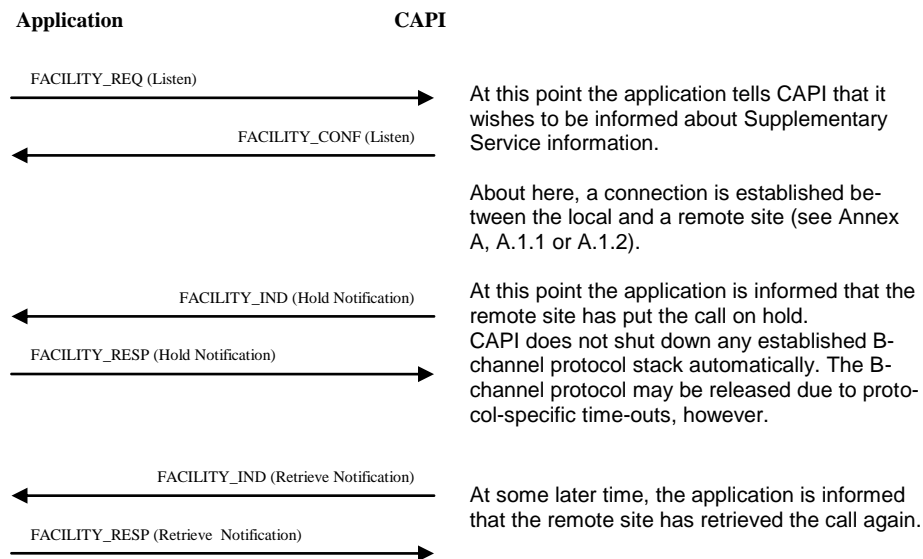 Application CAPI
FACILITY_REQ (Listen)
At this point the application tells CAPI that it
wishes to be informed about Supplementary
Service information.
FACILITY_CONF (Listen)
About here, a connection is established be-
tween the local and a remote site (see Annex
A, A.1.1 or A.1.2).
FACILITY_IND (Hold Notification)
At this point the application is informed that the
remote site has put the call on hold.
CAPI does not shut down any established B-
channel protocol stack automatically. The B-
channel protocol may be released due to proto-
col-specific time-outs, however.
FACILITY_RESP (Hold Notification)
FACILITY_IND (Retrieve Notification)
At some later time, the application is informed
that the remote site has retrieved the call again.
FACILITY_RESP (Retrieve Notification)